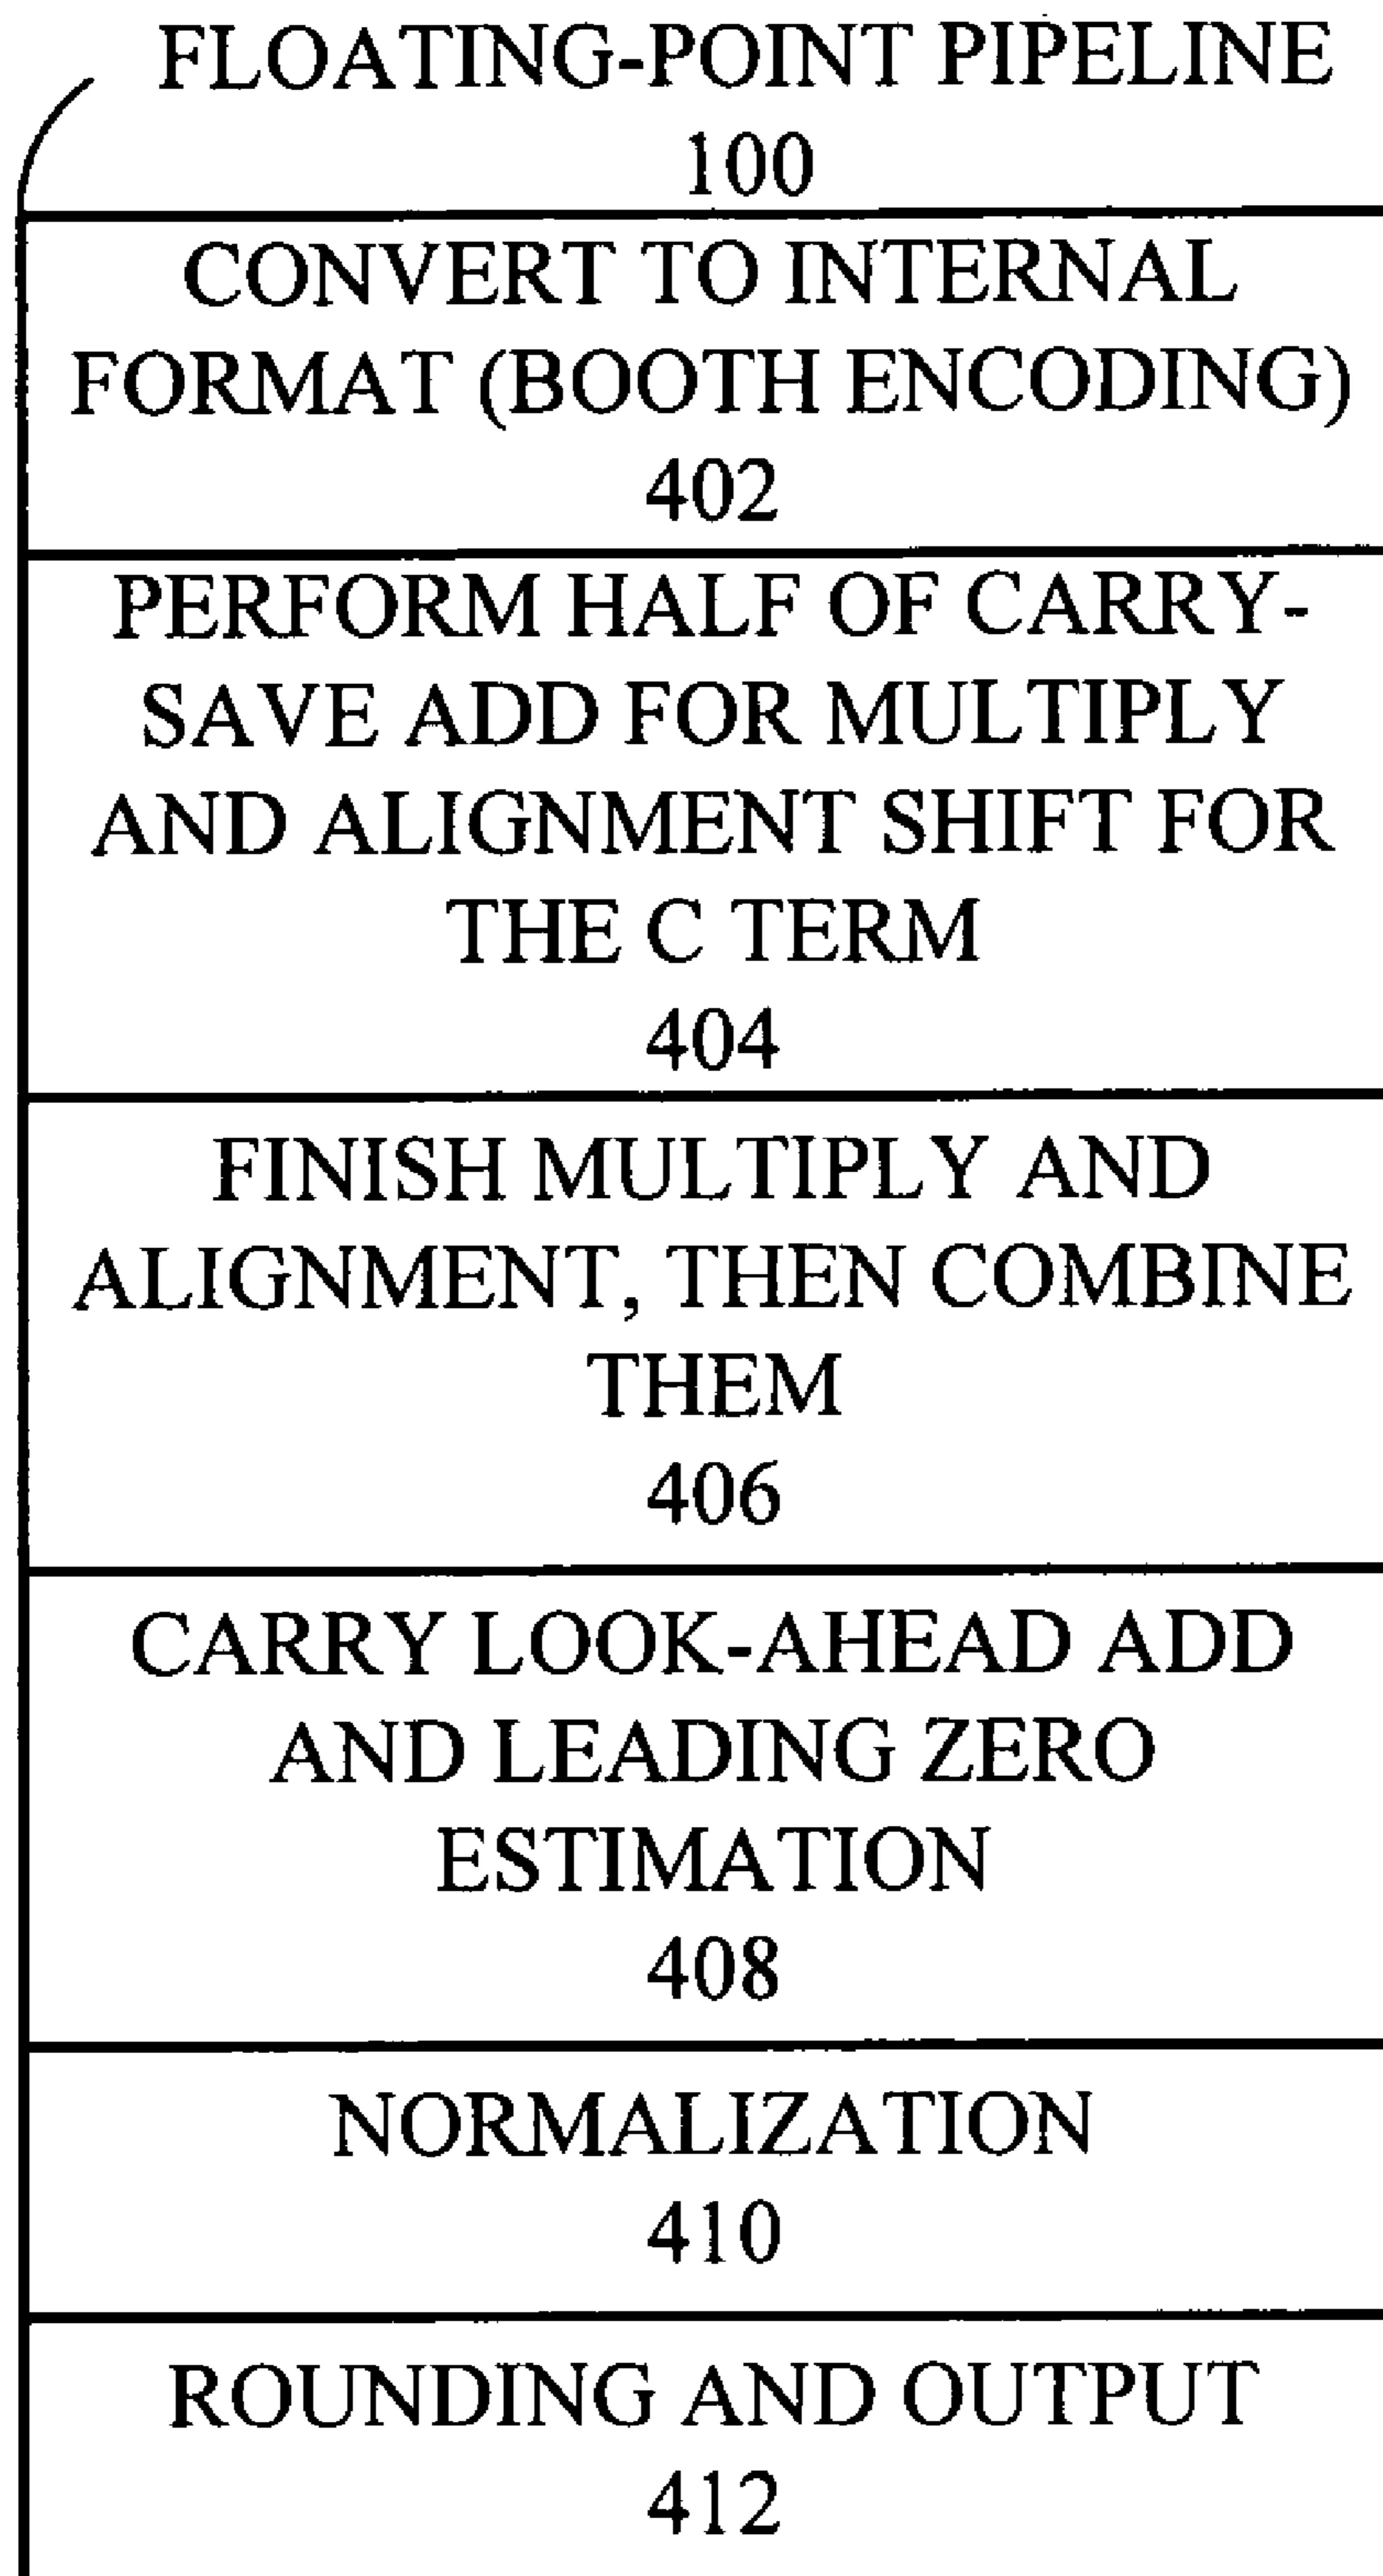 FLOATING-POINT PIPELINE
100
CONVERT TO INTERNAL
FORMAT (BOOTH ENCODING)
402
PERFORM HALF OF CARRY-
SAVE ADD FOR MULTIPLY
AND ALIGNMENT SHIFT FOR
THE C TERM
404
FINISH MULTIPLY AND
ALIGNMENT, THEN COMBINE
THEM
406
CARRY LOOK-AHEAD ADD
AND LEADING ZERO
ESTIMATION
408
NORMALIZATION
410
ROUNDING AND OUTPUT
412